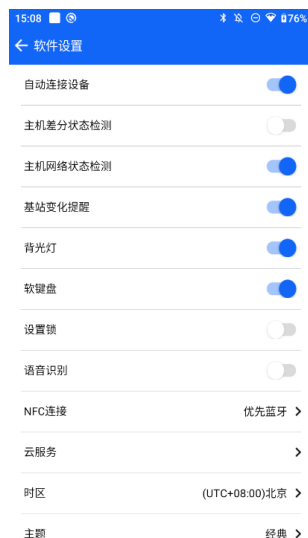 15:08 76%
软件设置
自动连接设备
主机差分状态检测
主机网络状态检测
基站变化提醒
背光灯
软键盘
设置锁
语音识别
NFC连接 优先蓝牙
云服务
时区 (UTC+08:00)北京
主题 经典